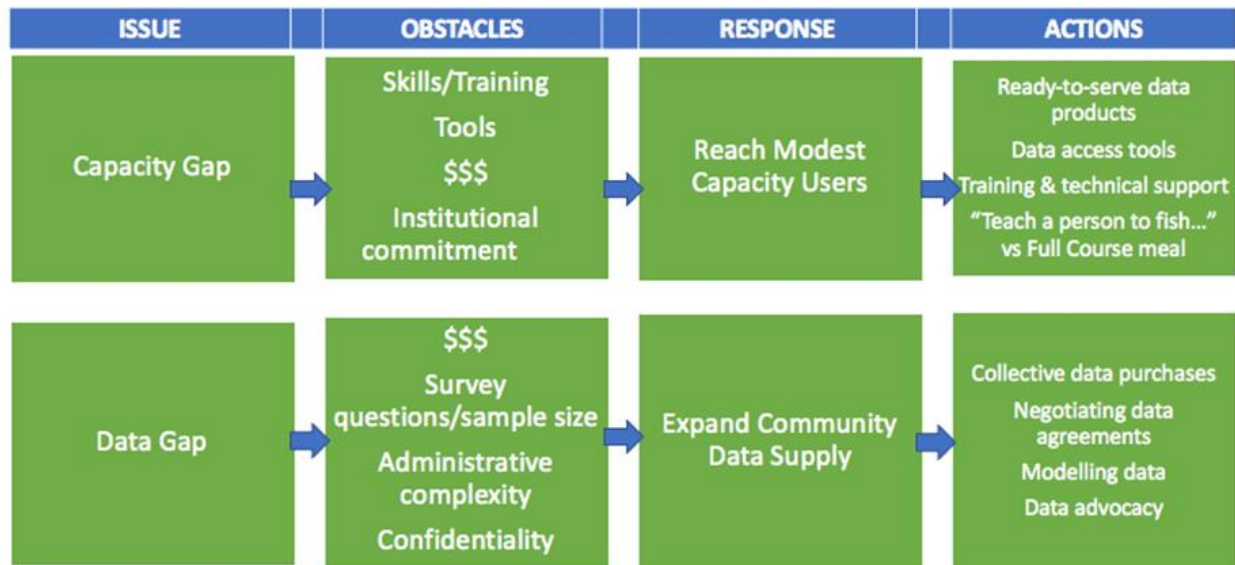 ISSUE
OBSTACLES
RESPONSE
ACTIONS
Capacity Gap
Skills/Training
Tools
$$$
Institutional
commitment
Reach Modest
Capacity Users
Ready-to-serve data
products
Data access tools
Training & technical support
“Teach a person to fish...”
vs Full Course meal
Data Gap
$$$
Survey
questions/sample size
Administrative
complexity
Confidentiality
Expand Community
Data Supply
Collective data purchases
Negotiating data
agreements
Modelling data
Data advocacy